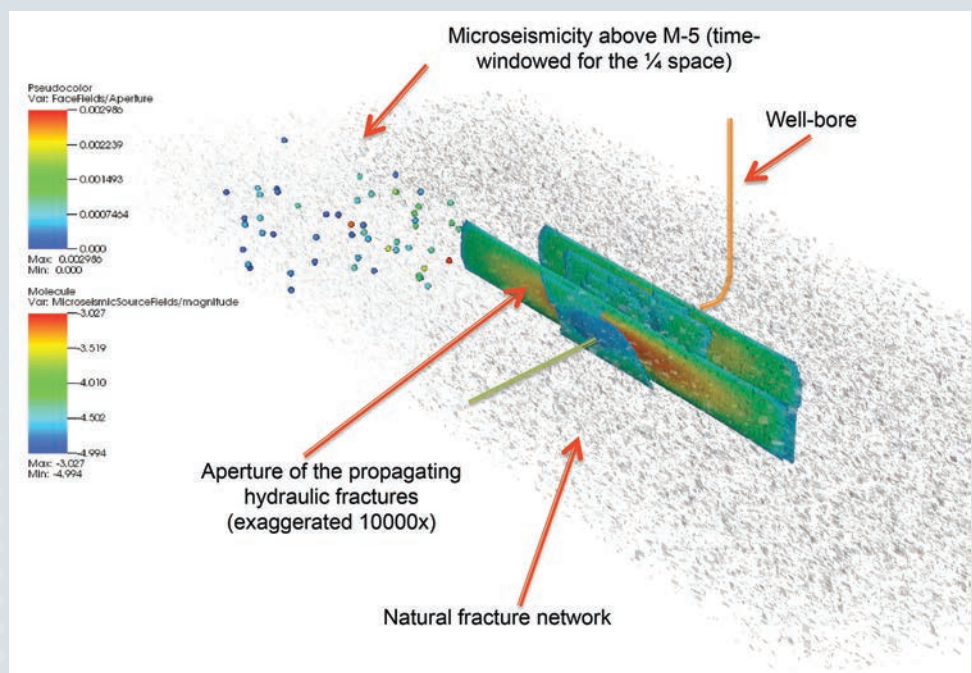 Microseismicity above M-5 (time-
windowed for the ¼ space)
Well-bore
Pseudocolor
Var: FaceFields/Aperture
0.002986
0.002239
0.001493
0.0007464
0.000
Max: 0.002986
Min: 0.000
Molecule
Var: MicroseismicSourceFields/magnitude
-3.027
-3.519
-4.010
-4.502
-4.994
Max: -3.027
Min: -4.994
Aperture of the propagating
hydraulic fractures
(exaggerated 10000x)
Natural fracture network